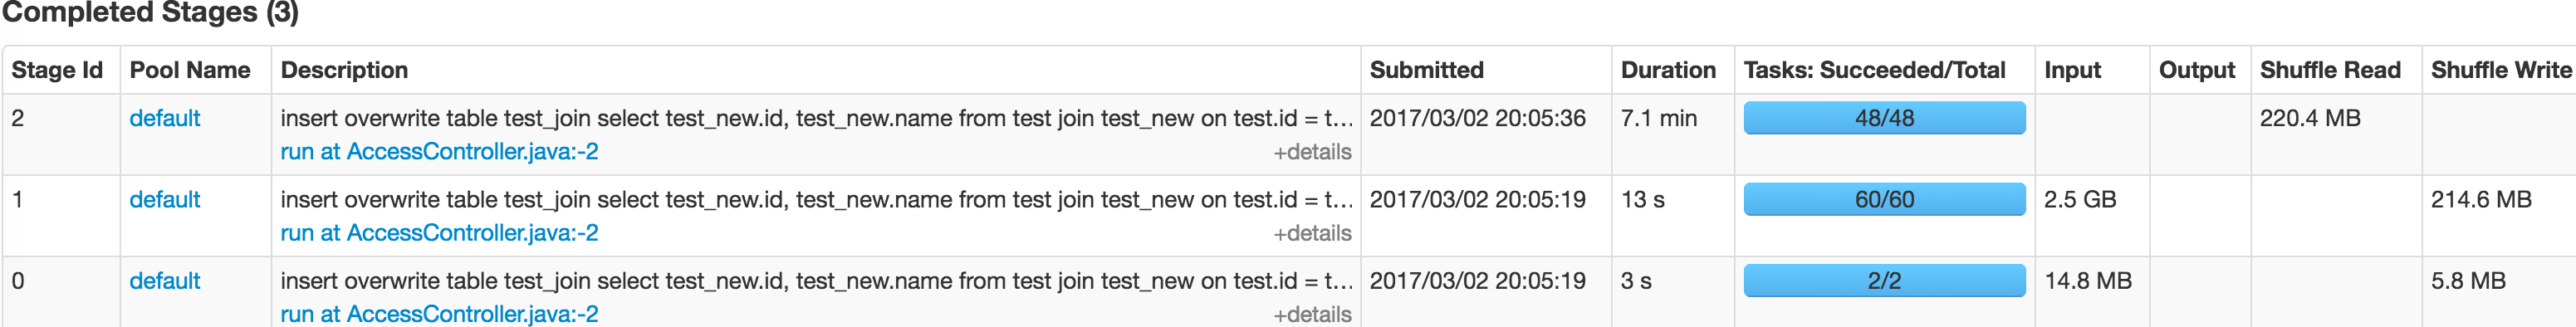 Completed Stages (3)
Stage Id Pool Name Description Submitted Duration Tasks: Succeeded/Total Input Output Shuffle Read Shuffle Write
2 default insert overwrite table test_join select test_new.id, test_new.name from test join test_new on test.id = t... 2017/03/02 20:05:36 7.1 min 48/48 220.4 MB
run at AccessController.java:-2 +details
1 default insert overwrite table test_join select test_new.id, test_new.name from test join test_new on test.id = t... 2017/03/02 20:05:19 13 s 60/60 2.5 GB 214.6 MB
run at AccessController.java:-2 +details
0 default insert overwrite table test_join select test_new.id, test_new.name from test join test_new on test.id = t... 2017/03/02 20:05:19 3 s 2/2 14.8 MB 5.8 MB
run at AccessController.java:-2 +details